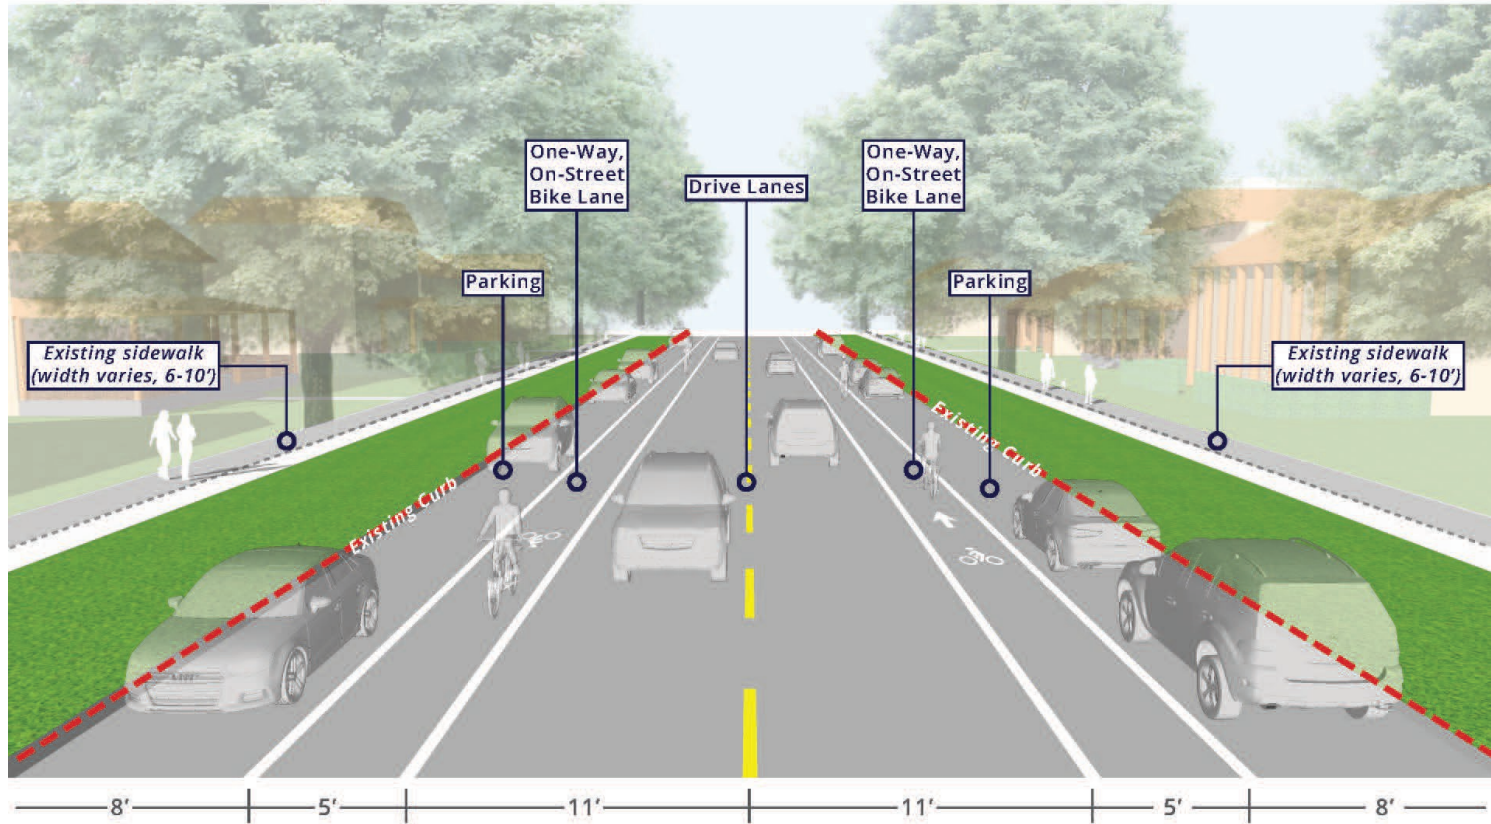 One-Way,
On-Street
Bike Lane
Drive Lanes
One-Way,
On-Street
Bike Lane
Parking
Parking
Existing sidewalk
(width varies, 6-10’)
Existing sidewalk
(width varies, 6-10’)
Existing Curb
Existing Curb
8’ 5’ 11’ 11’ 5’ 8’